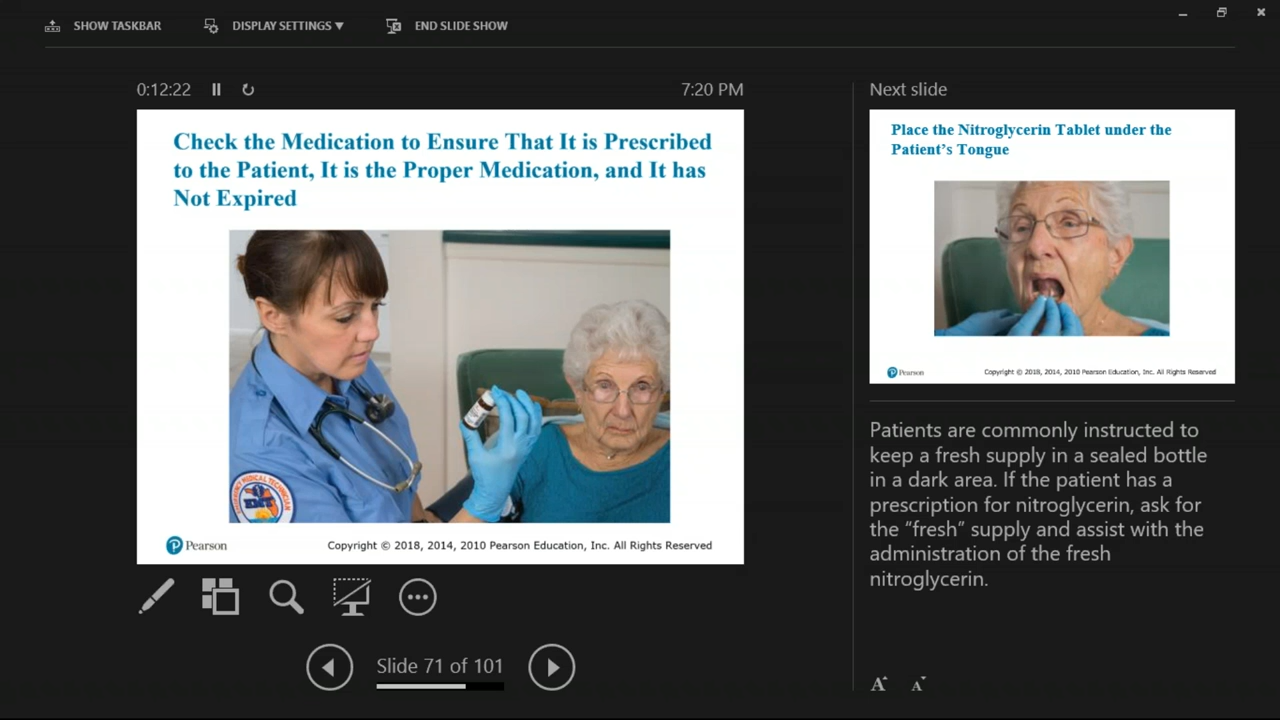 SHOW TASKBAR
DISPLAY SETTINGS ▼
END SLIDE SHOW
0:12:22
7:20 PM
Check the Medication to Ensure That It is Prescribed
to the Patient, It is the Proper Medication, and It has
Not Expired
EMERGENCY MEDICAL TECHNICIAN
EMT
Pearson
Copyright © 2018, 2014, 2010 Pearson Education, Inc. All Rights Reserved
Slide 71 of 101
Next slide
Place the Nitroglycerin Tablet under the
Patient's Tongue
Pearson
Copyright © 2018, 2014, 2010 Pearson Education, Inc. All Rights Reserved
Patients are commonly instructed to
keep a fresh supply in a sealed bottle
in a dark area. If the patient has a
prescription for nitroglycerin, ask for
the “fresh” supply and assist with the
administration of the fresh
nitroglycerin.
A
A